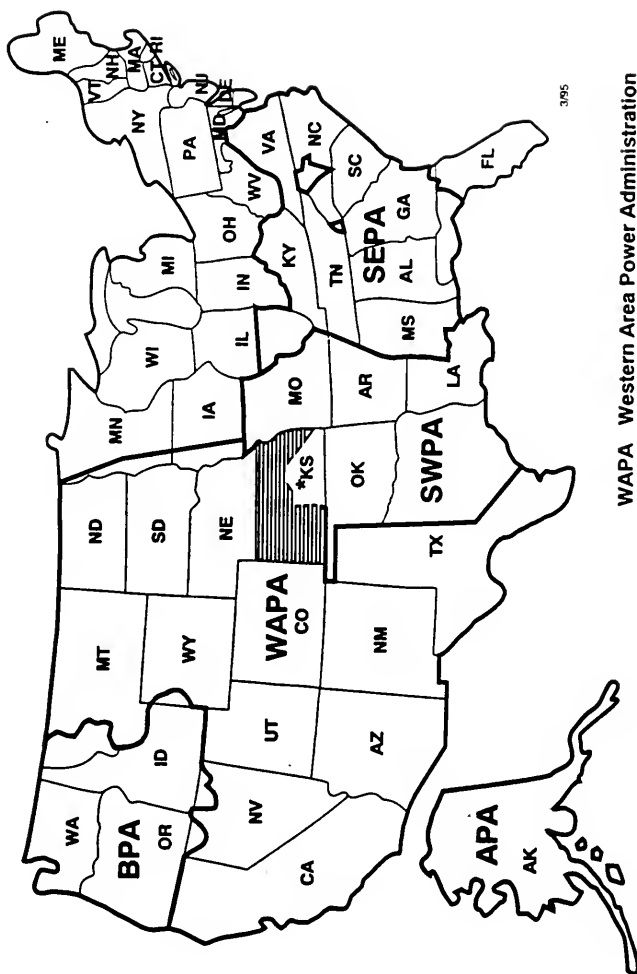 WA
MT
ND
MN
ME
VT
NH
MA
RI
CT
NY
BPA
OR
ID
WY
SD
WI
MI
PA
NJ
DE
MD
NE
IA
IL
IN
OH
WV
VA
NV
UT
WAPA
CO
*KS
MO
KY
NC
CA
TN
SC
AZ
NM
OK
AR
SEPA
MS
AL
GA
SWPA
TX
LA
FL
APA
AK
3/95
WAPA Western Area Power Administration